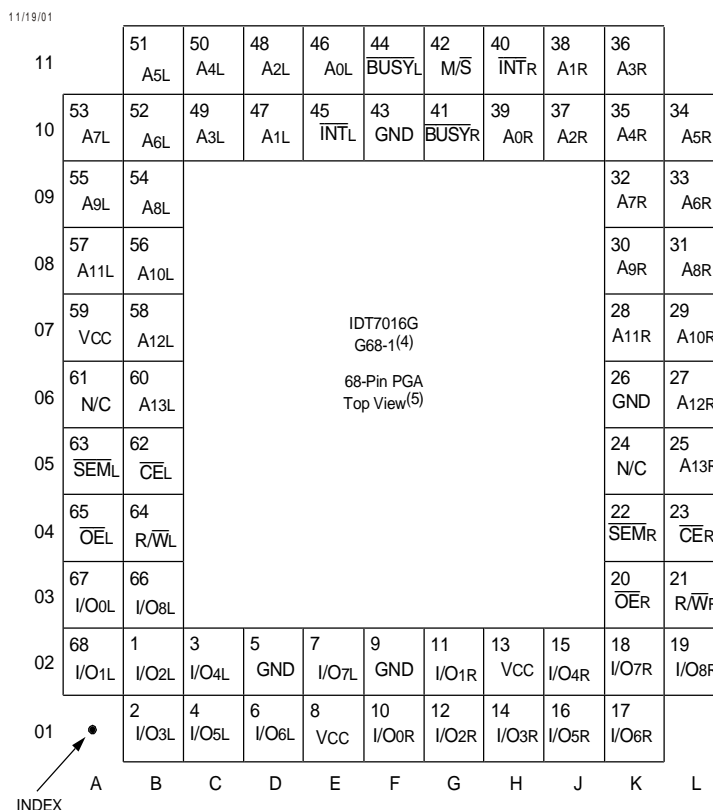 11/19/01
11 51 A5L 50 A4L 48 A2L 46 A0L 44 BUSYL 42 M/S 40 INTR 38 A1R 36 A3R
10 53 A7L 52 A6L 49 A3L 47 A1L 45 INTL 43 GND 41 BUSYR 39 A0R 37 A2R 35 A4R 34 A5R
09 55 A9L 54 A8L 32 A7R 33 A6R
08 57 A11L 56 A10L 30 A9R 31 A8R
07 59 VCC 58 A12L 28 A11R 29 A10R
IDT7016G
G68-1(4)
68-Pin PGA
Top View(5)
06 61 N/C 60 A13L 26 GND 27 A12R
05 63 SEML 62 CEL 24 N/C 25 A13R
04 65 OEL 64 R/WL 22 SEMR 23 CER
03 67 I/O0L 66 I/O8L 20 OER 21 R/WR
02 68 I/O1L 1 I/O2L 3 I/O4L 5 GND 7 I/O7L 9 GND 11 I/O1R 13 VCC 15 I/O4R 18 I/O7R 19 I/O8R
01 2 I/O3L 4 I/O5L 6 I/O6L 8 VCC 10 I/O0R 12 I/O2R 14 I/O3R 16 I/O5R 17 I/O6R
A B C D E F G H J K L
INDEX